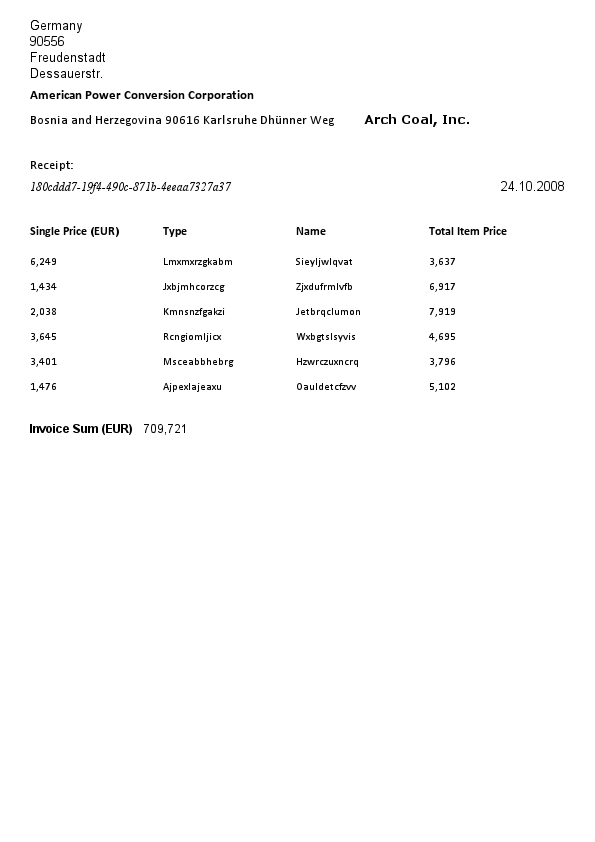 Germany
90556
Freudenstadt
Dessauerstr.
American Power Conversion Corporation
Bosnia and Herzegovina 90616 Karlsruhe Dhünner Weg Arch Coal, Inc.
Receipt:
180cddd7-19f4-490c-871b-4eeaa7327a37 24.10.2008
Single Price (EUR) Type Name Total Item Price
6,249 Lmxmxrzgkabm Sieyljwlqvat 3,637
1,434 Jxbjmhcorzcg Zjxdufrmlvfb 6,917
2,038 Kmnsnzfgakzi Jetbrqclumon 7,919
3,645 Rcngiomljicx Wxbgtslsyvis 4,695
3,401 Msceabbhebrg Hzwrczuxncrq 3,796
1,476 Ajpexlajeaxu Oauldetcfzvv 5,102
Invoice Sum (EUR) 709,721